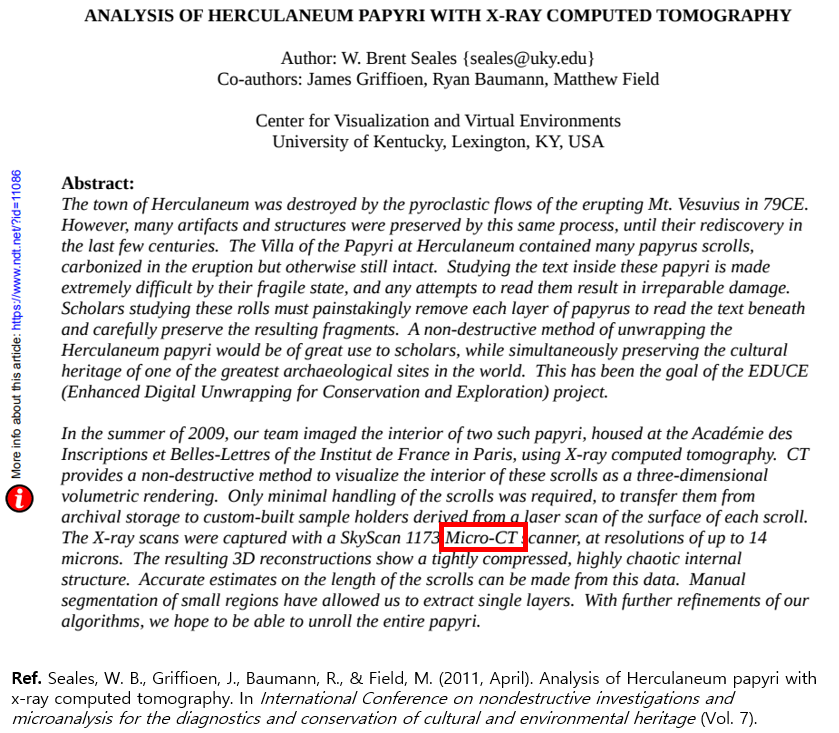 ANALYSIS OF HERCULANEUM PAPYRI WITH X-RAY COMPUTED TOMOGRAPHY
Author: W. Brent Seales {seales@uky.edu}
Co-authors: James Griffioen, Ryan Baumann, Matthew Field
Center for Visualization and Virtual Environments
University of Kentucky, Lexington, KY, USA
More info about this article: https://www.ndt.net/?id=11086
Abstract:
The town of Herculaneum was destroyed by the pyroclastic flows of the erupting Mt. Vesuvius in 79CE.
However, many artifacts and structures were preserved by this same process, until their rediscovery in
the last few centuries. The Villa of the Papyri at Herculaneum contained many papyrus scrolls,
carbonized in the eruption but otherwise still intact. Studying the text inside these papyri is made
extremely difficult by their fragile state, and any attempts to read them result in irreparable damage.
Scholars studying these rolls must painstakingly remove each layer of papyrus to read the text beneath
and carefully preserve the resulting fragments. A non-destructive method of unwrapping the
Herculaneum papyri would be of great use to scholars, while simultaneously preserving the cultural
heritage of one of the greatest archaeological sites in the world. This has been the goal of the EDUCE
(Enhanced Digital Unwrapping for Conservation and Exploration) project.
In the summer of 2009, our team imaged the interior of two such papyri, housed at the Académie des
Inscriptions et Belles-Lettres of the Institut de France in Paris, using X-ray computed tomography. CT
provides a non-destructive method to visualize the interior of these scrolls as a three-dimensional
volumetric rendering. Only minimal handling of the scrolls was required, to transfer them from
archival storage to custom-built sample holders derived from a laser scan of the surface of each scroll.
The X-ray scans were captured with a SkyScan 1173 Micro-CT scanner, at resolutions of up to 14
microns. The resulting 3D reconstructions show a tightly compressed, highly chaotic internal
structure. Accurate estimates on the length of the scrolls can be made from this data. Manual
segmentation of small regions have allowed us to extract single layers. With further refinements of our
algorithms, we hope to be able to unroll the entire papyri.
Ref. Seales, W. B., Griffioen, J., Baumann, R., & Field, M. (2011, April). Analysis of Herculaneum papyri with
x-ray computed tomography. In International Conference on nondestructive investigations and
microanalysis for the diagnostics and conservation of cultural and environmental heritage (Vol. 7).